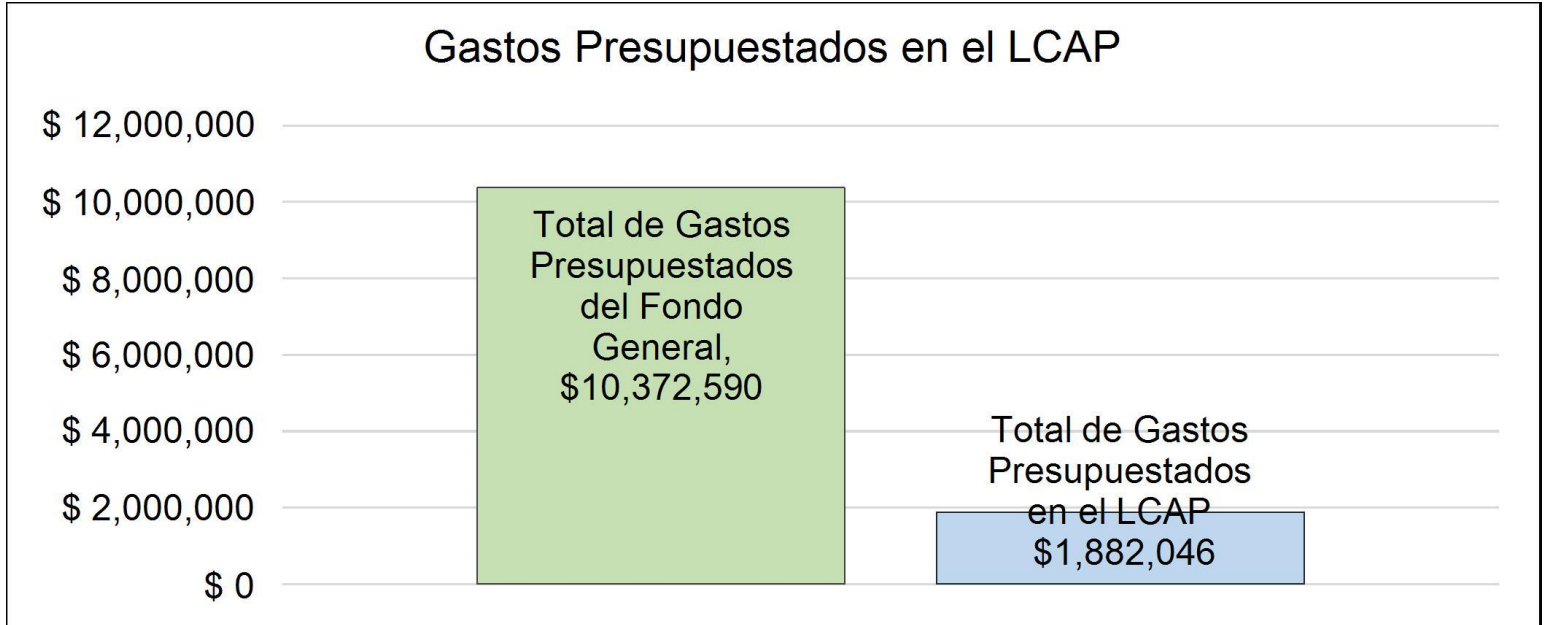 Gastos Presupuestados en el LCAP
$ 12,000,000
$ 10,000,000
$ 8,000,000
$ 6,000,000
$ 4,000,000
$ 2,000,000
$ 0
Total de Gastos
Presupuestados
del Fondo
General,
$10,372,590
Total de Gastos
Presupuestados
en el LCAP
$1,882,046